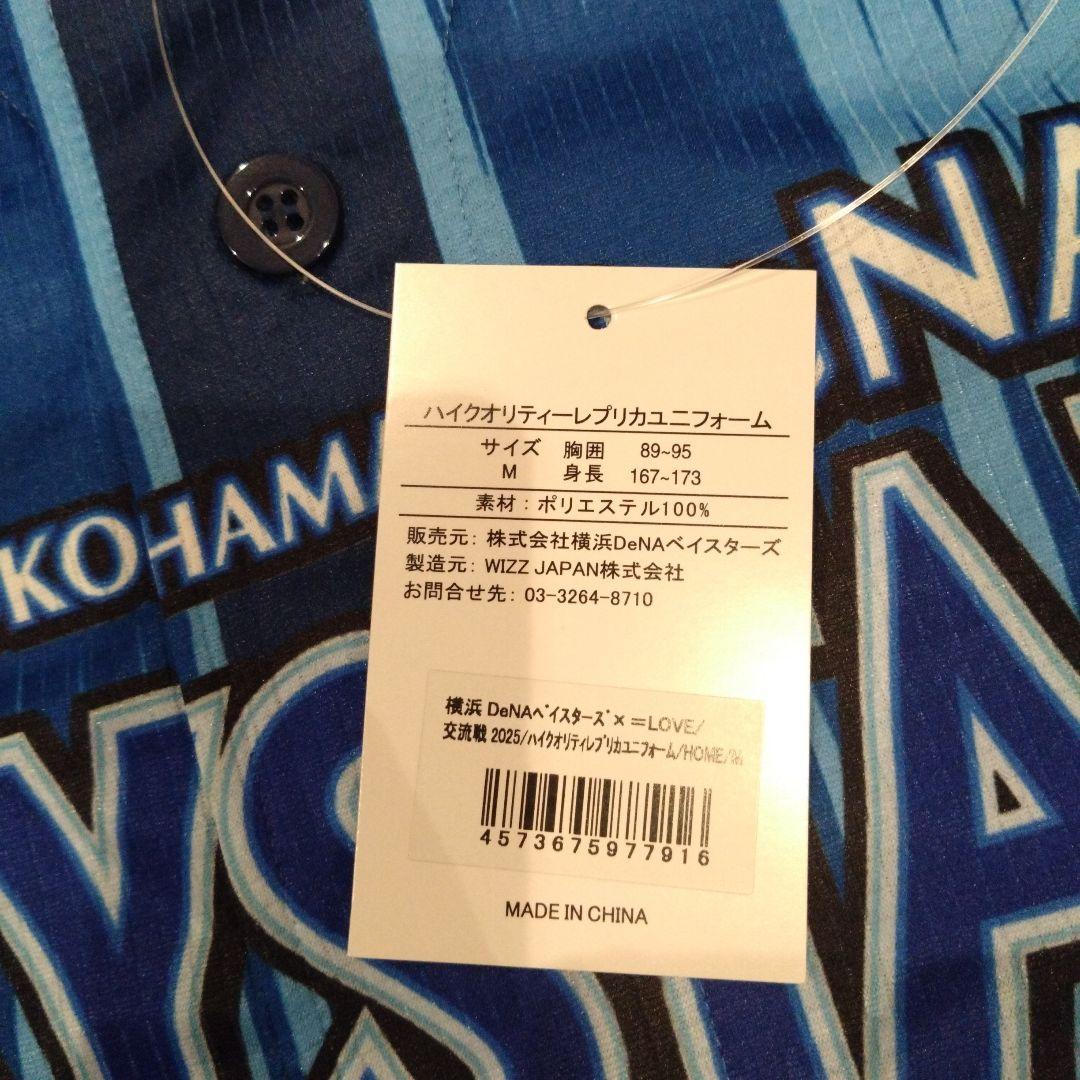 DNA
YOKOHAMA
YSTA
ハイクオリティーレプリカユニフォーム
サイズ 胸囲 89~95
M 身長 167~173
素材：ポリエステル100%
販売元： 株式会社横浜DeNAベイスターズ
製造元： WIZZ JAPAN株式会社
お問合せ先： 03-3264-8710
横浜 DeNAﾍﾞｲｽﾀｰｽﾞ×＝LOVE/
交流戦 2025/ﾊｲｸｵﾘﾃｨﾚﾌﾟﾘｶﾕﾆﾌｫｰﾑ/HOME/M
4573675977916
MADE IN CHINA